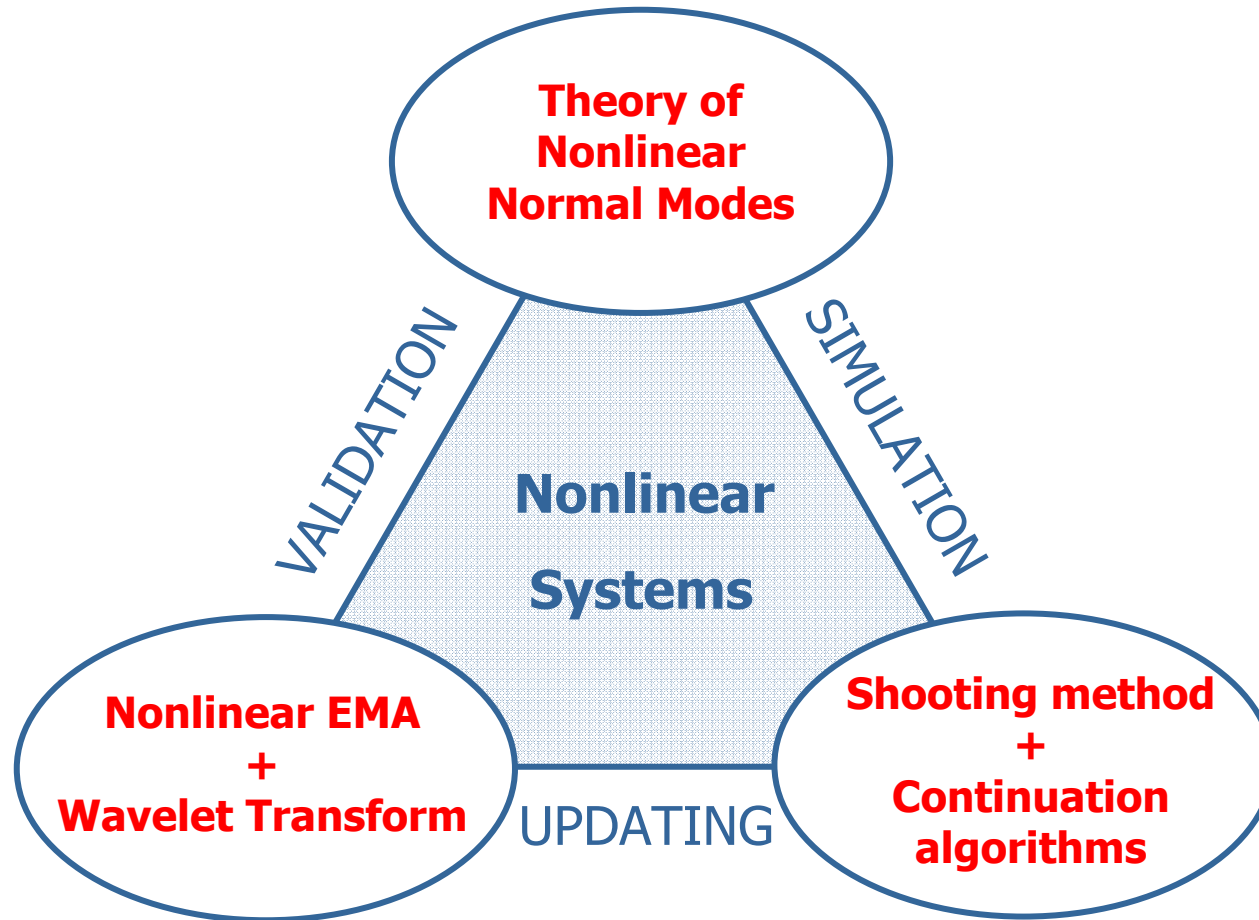 Theory of
Nonlinear
Normal Modes
VALIDATION
SIMULATION
Nonlinear
Systems
Nonlinear EMA
+
Wavelet Transform
UPDATING
Shooting method
+
Continuation
algorithms